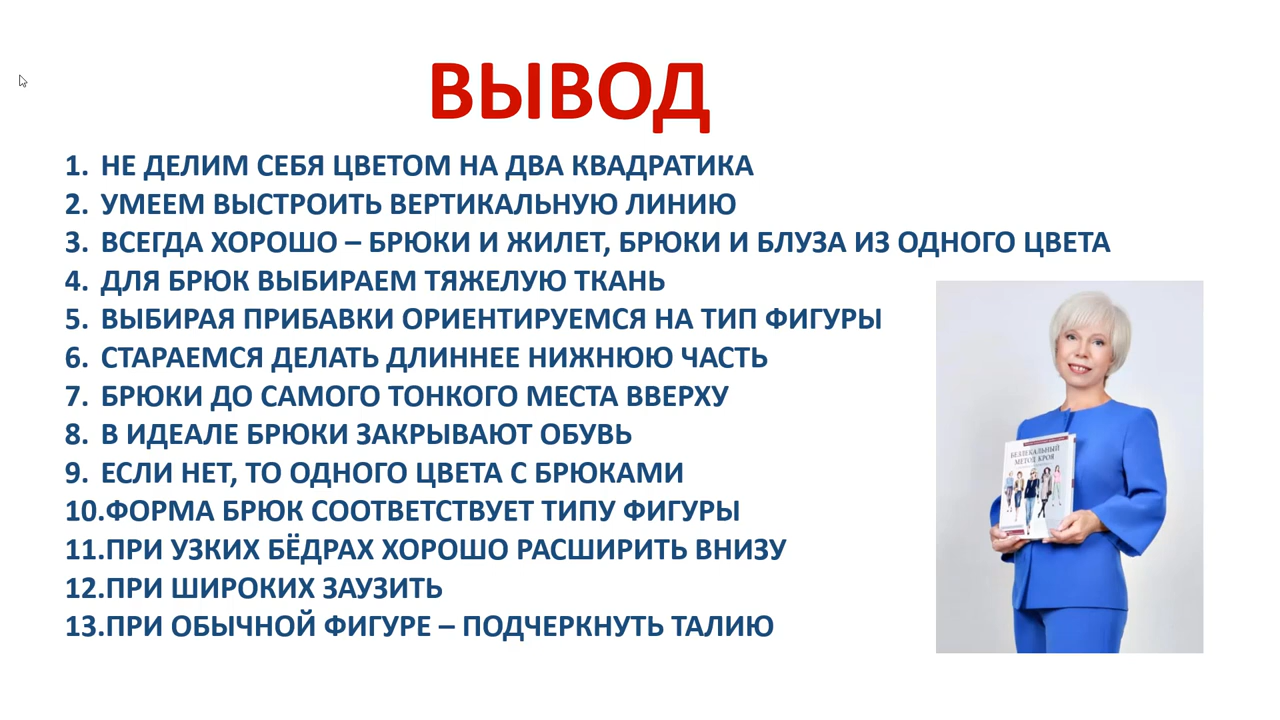 ВЫВОД
1. НЕ ДЕЛИМ СЕБЯ ЦВЕТОМ НА ДВА КВАДРАТИКА
2. УМЕЕМ ВЫСТРОИТЬ ВЕРТИКАЛЬНУЮ ЛИНИЮ
3. ВСЕГДА ХОРОШО – БРЮКИ И ЖИЛЕТ, БРЮКИ И БЛУЗА ИЗ ОДНОГО ЦВЕТА
4. ДЛЯ БРЮК ВЫБИРАЕМ ТЯЖЕЛУЮ ТКАНЬ
5. ВЫБИРАЯ ПРИБАВКИ ОРИЕНТИРУЕМСЯ НА ТИП ФИГУРЫ
6. СТАРАЕМСЯ ДЕЛАТЬ ДЛИННЕЕ НИЖНЮЮ ЧАСТЬ
7. БРЮКИ ДО САМОГО ТОНКОГО МЕСТА ВВЕРХУ
8. В ИДЕАЛЕ БРЮКИ ЗАКРЫВАЮТ ОБУВЬ
9. ЕСЛИ НЕТ, ТО ОДНОГО ЦВЕТА С БРЮКАМИ
10.ФОРМА БРЮК СООТВЕТСТВУЕТ ТИПУ ФИГУРЫ
11.ПРИ УЗКИХ БЁДРАХ ХОРОШО РАСШИРИТЬ ВНИЗУ
12.ПРИ ШИРОКИХ ЗАУЗИТЬ
13.ПРИ ОБЫЧНОЙ ФИГУРЕ – ПОДЧЕРКНУТЬ ТАЛИЮ
БЕЗЛЕКАЛЬНЫЙ
МЕТОД КРОЯ